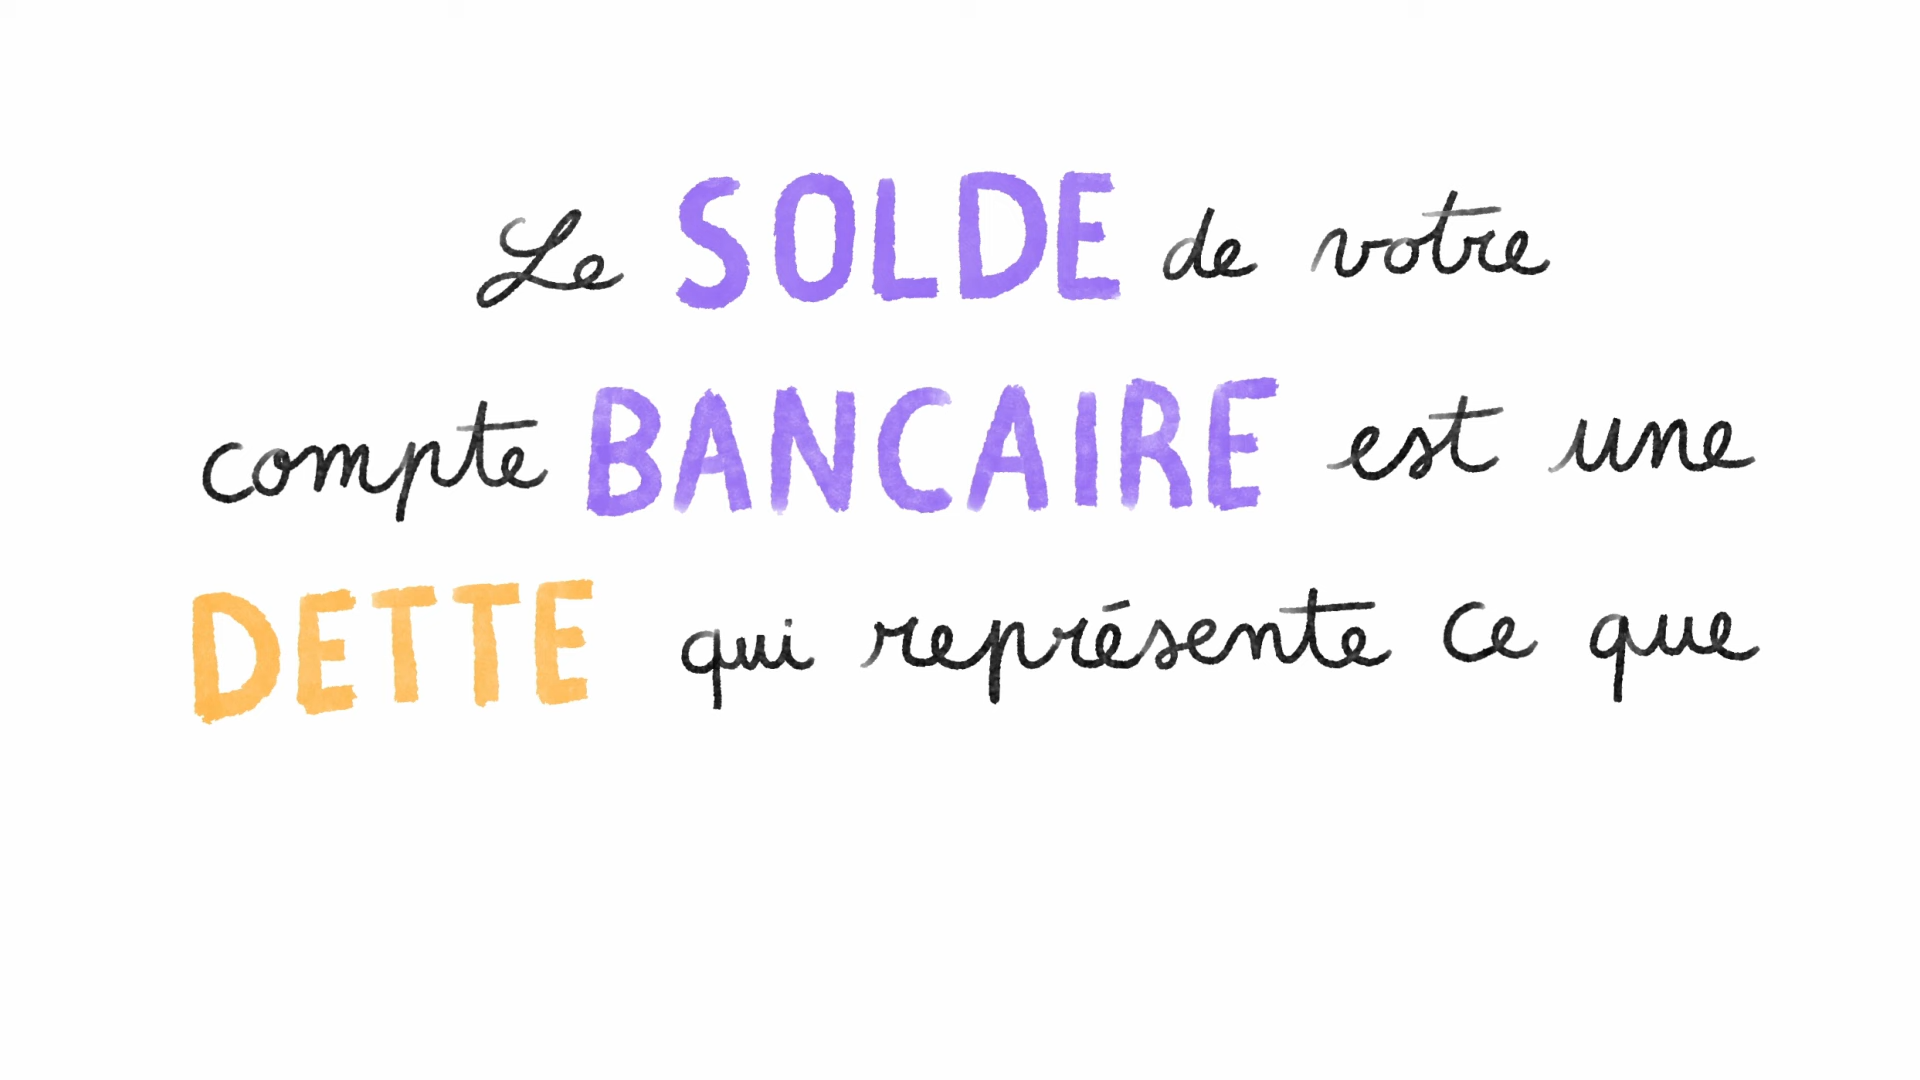 Le SOLDE de votre
compte BANCAIRE est une
DETTE qui représente ce que